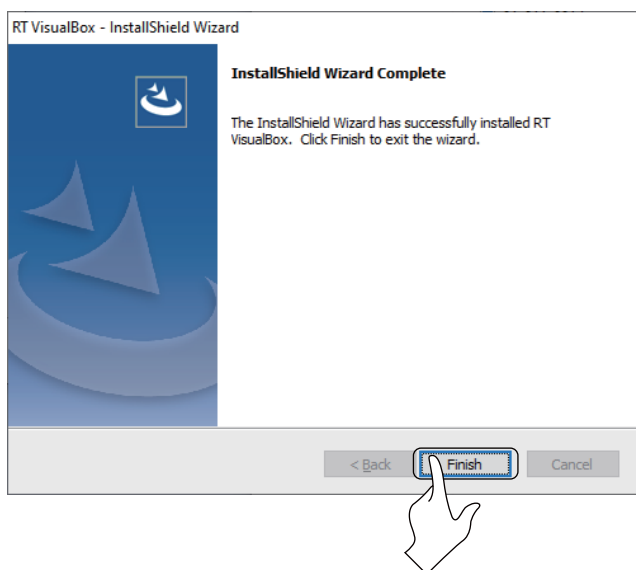 RT VisualBox - InstallShield Wizard
InstallShield Wizard Complete
The InstallShield Wizard has successfully installed RT
VisualBox. Click Finish to exit the wizard.
< Back Finish Cancel